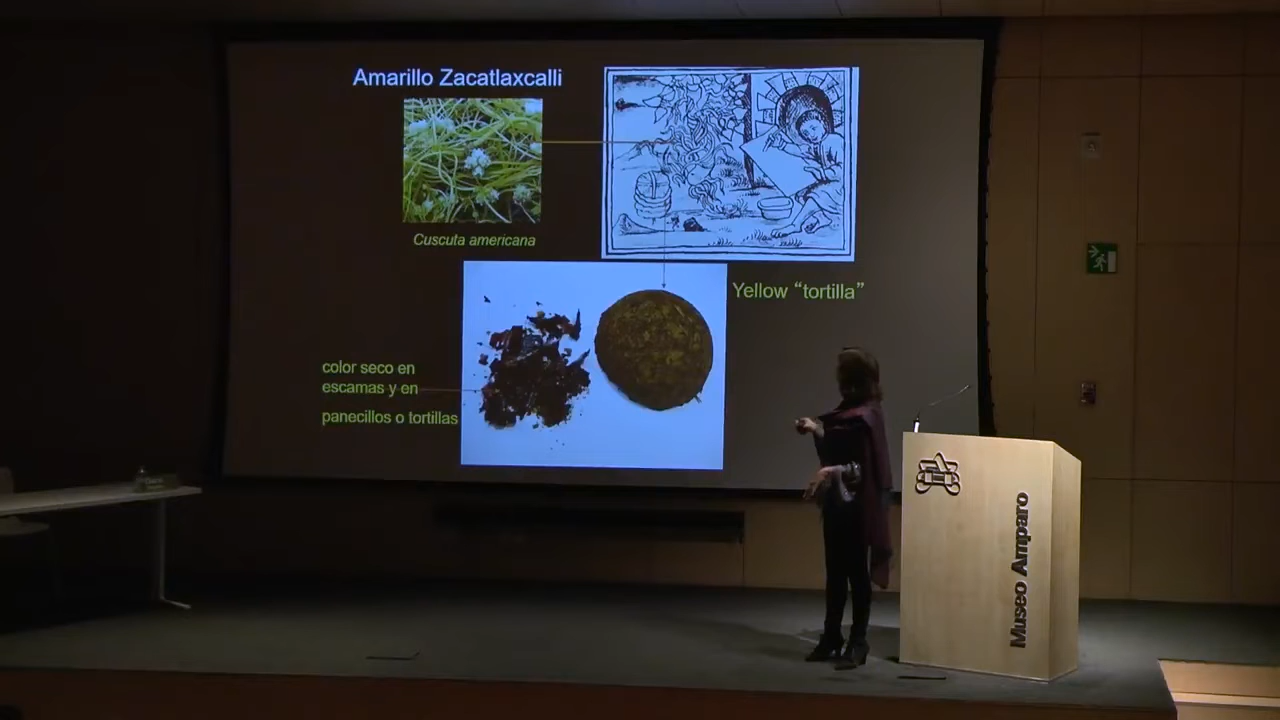 Amarillo Zacatlaxcalli
Cuscuta americana
Yellow “tortilla”
color seco en
escamas y en
panecillos o tortillas
Museo Amparo